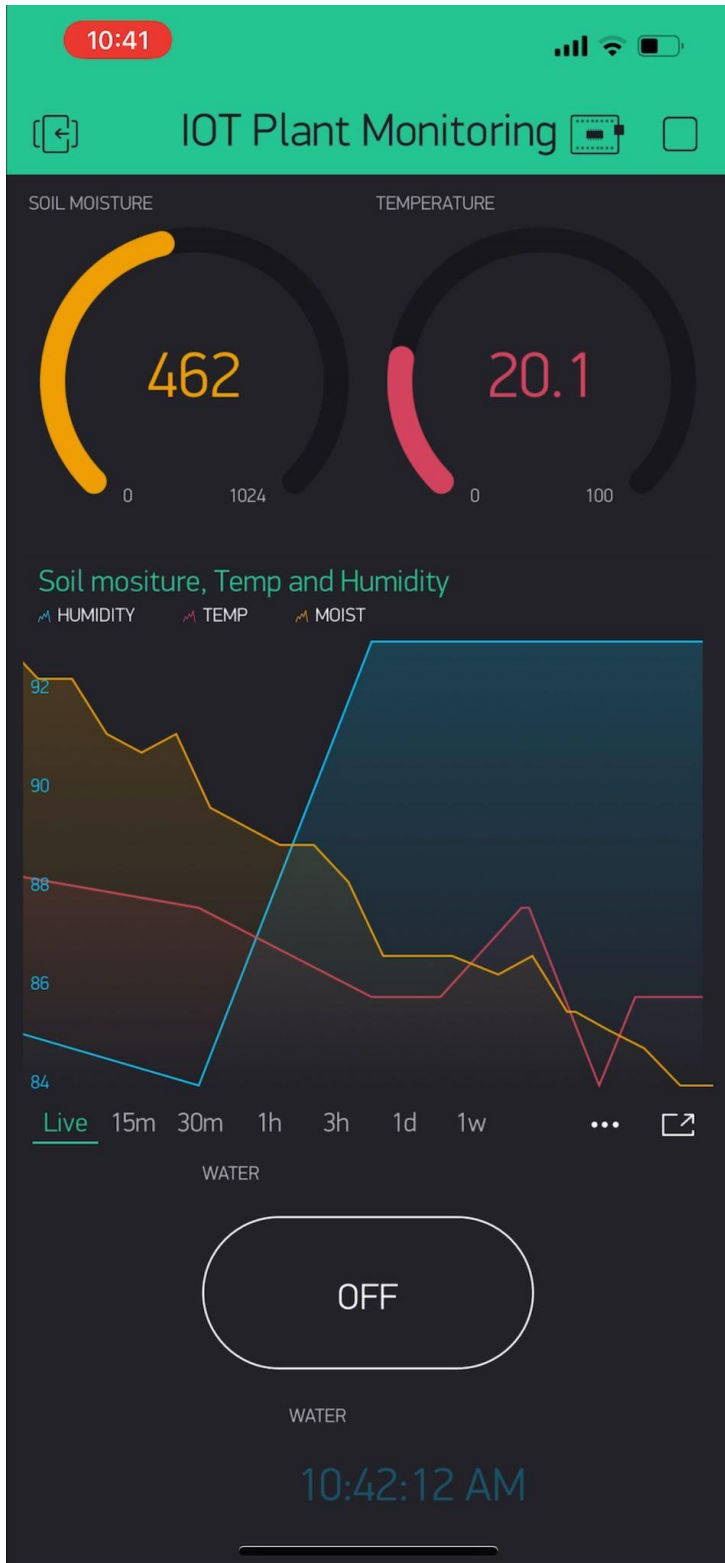 10:41
IOT Plant Monitoring
SOIL MOISTURE TEMPERATURE
462 20.1
0 1024 0 100
Soil mositure, Temp and Humidity
HUMIDITY TEMP MOIST
92
90
88
86
84
Live 15m 30m 1h 3h 1d 1w
WATER
OFF
WATER
10:42:12 AM